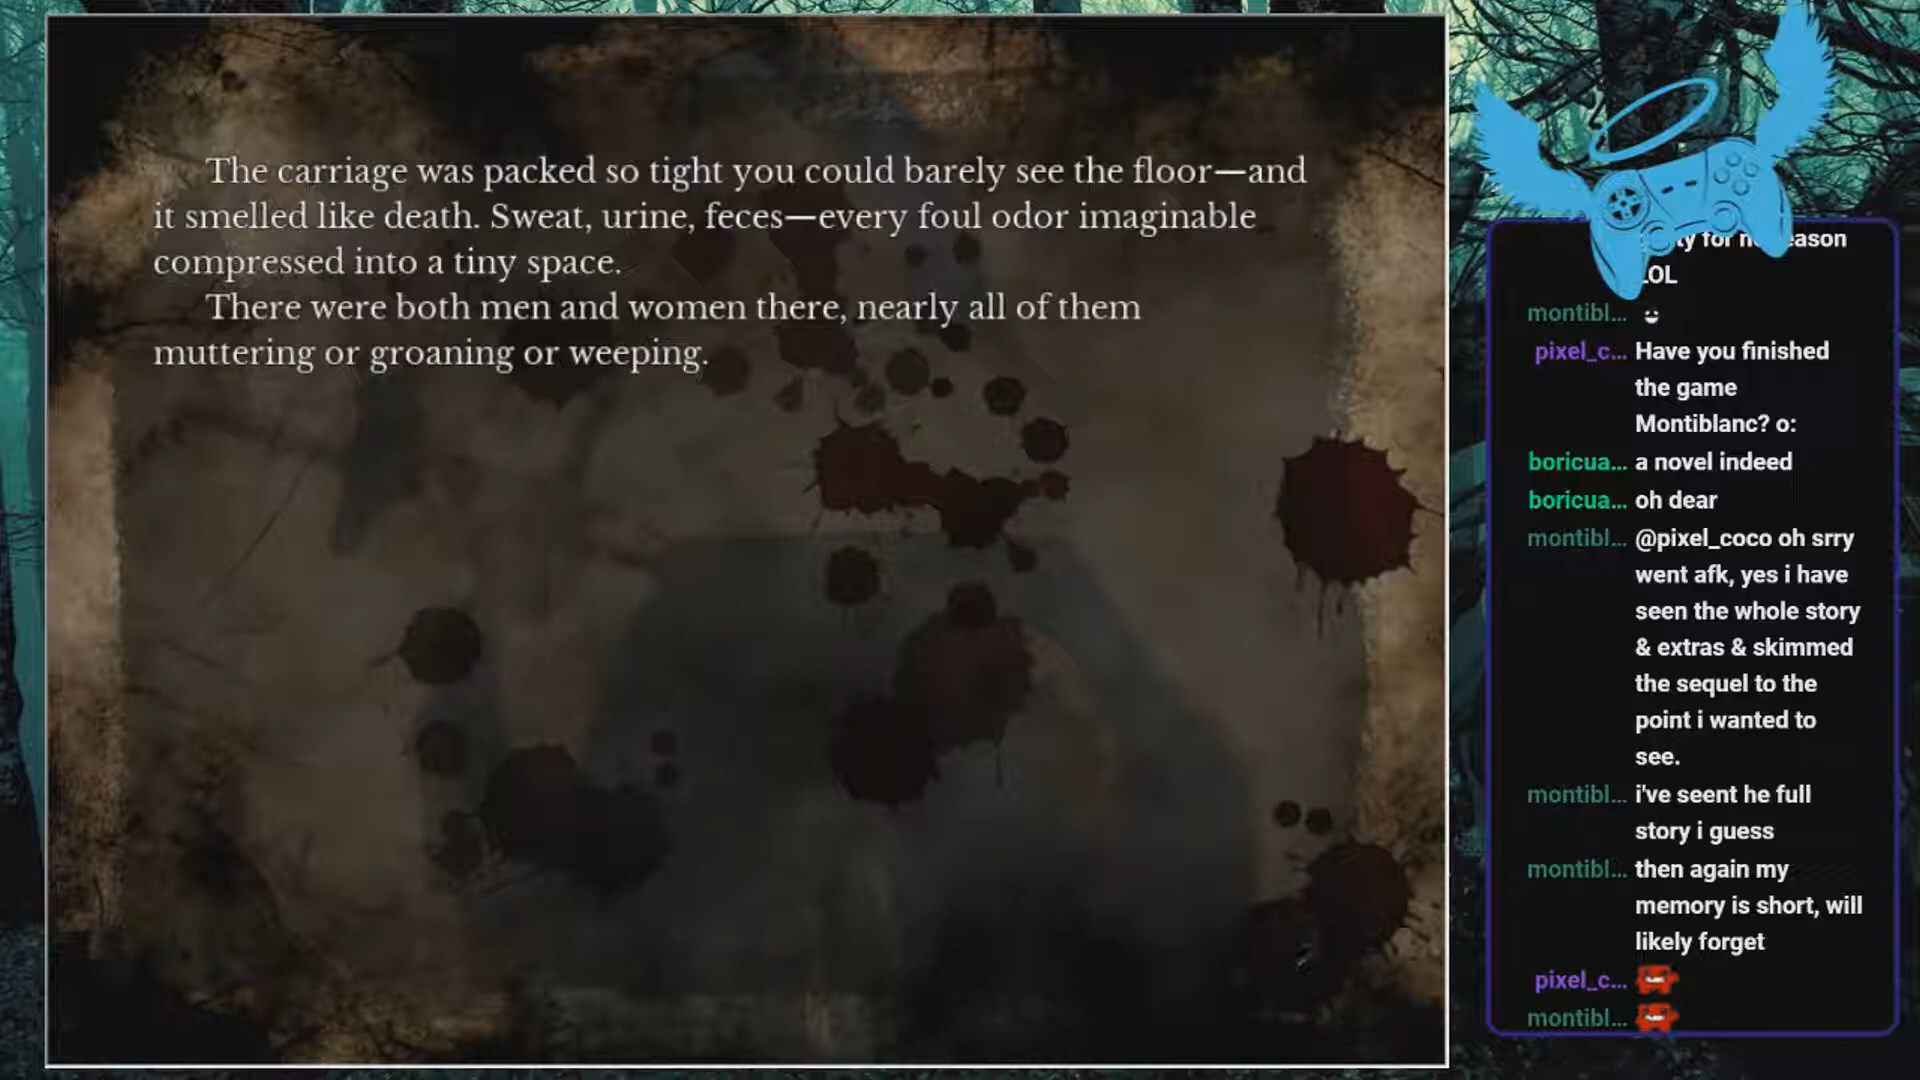 The carriage was packed so tight you could barely see the floor—and
it smelled like death. Sweat, urine, feces—every foul odor imaginable
compressed into a tiny space.
There were both men and women there, nearly all of them
muttering or groaning or weeping.
for
LOL
montibl...
pixel_c... Have you finished
the game
Montiblanc? o:
boricua... a novel indeed
boricua... oh dear
montibl... @pixel_coco oh srry
went afk, yes i have
seen the whole story
& extras & skimmed
the sequel to the
point i wanted to
see.
montibl... i've seent he full
story i guess
montibl... then again my
memory is short, will
likely forget
pixel_c...
montibl...